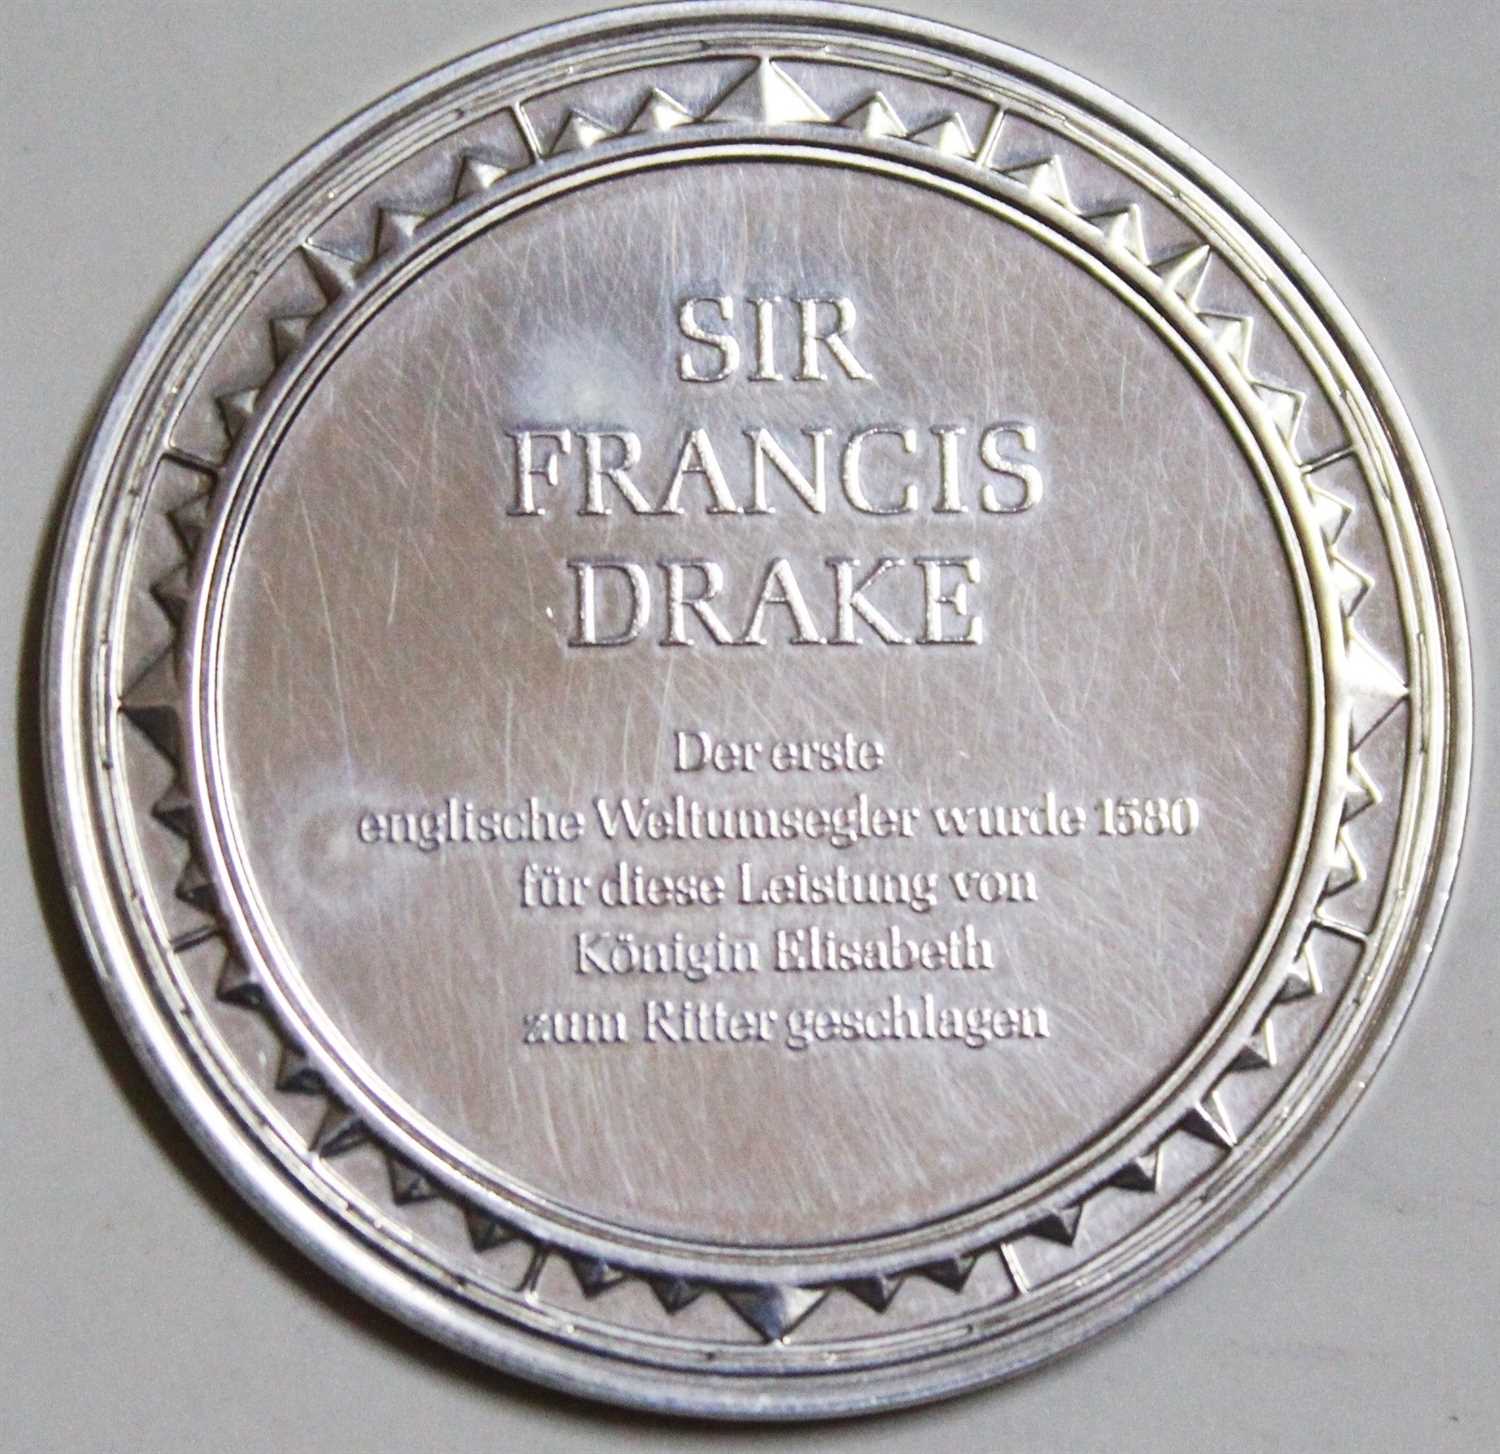 SIR
FRANCIS
DRAKE
Der erste
englische Weltumsegler wurde 1580
für diese Leistung von
Königin Elisabeth
zum Ritter geschlagen